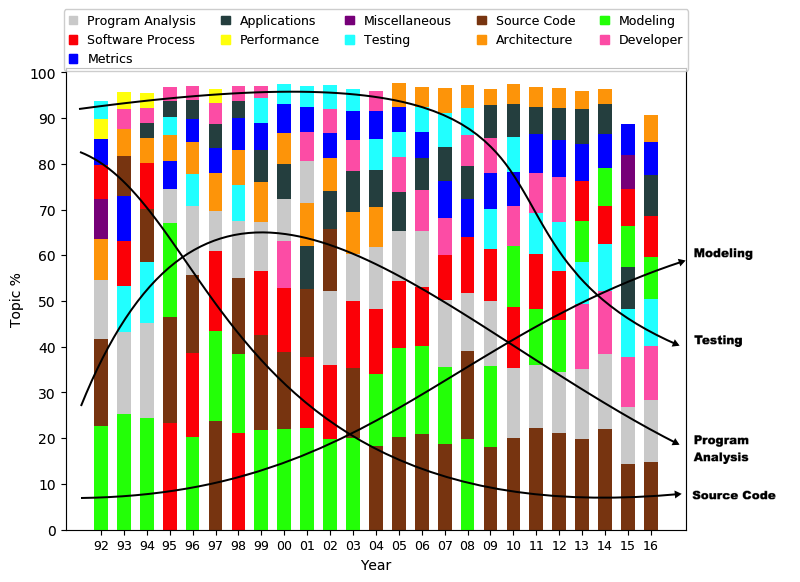 Program Analysis Applications Miscellaneous Source Code Modeling
Software Process Performance Testing Architecture Developer
Metrics
100
90
80
70
60
50
40
30
20
10
0
Topic %
Modeling
Testing
Program
Analysis
Source Code
92 93 94 95 96 97 98 99 00 01 02 03 04 05 06 07 08 09 10 11 12 13 14 15 16
Year